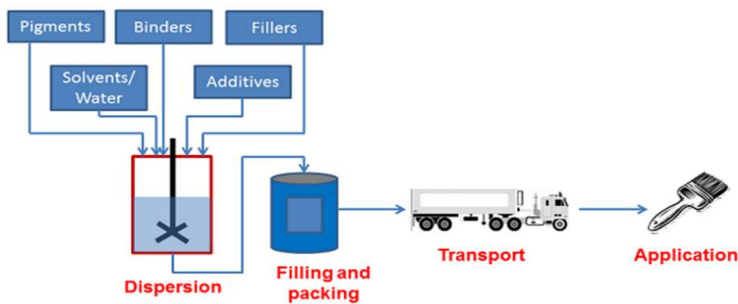 Pigments
Binders
Fillers
Solvents/
Water
Additives
Dispersion
Filling and
packing
Transport
Application